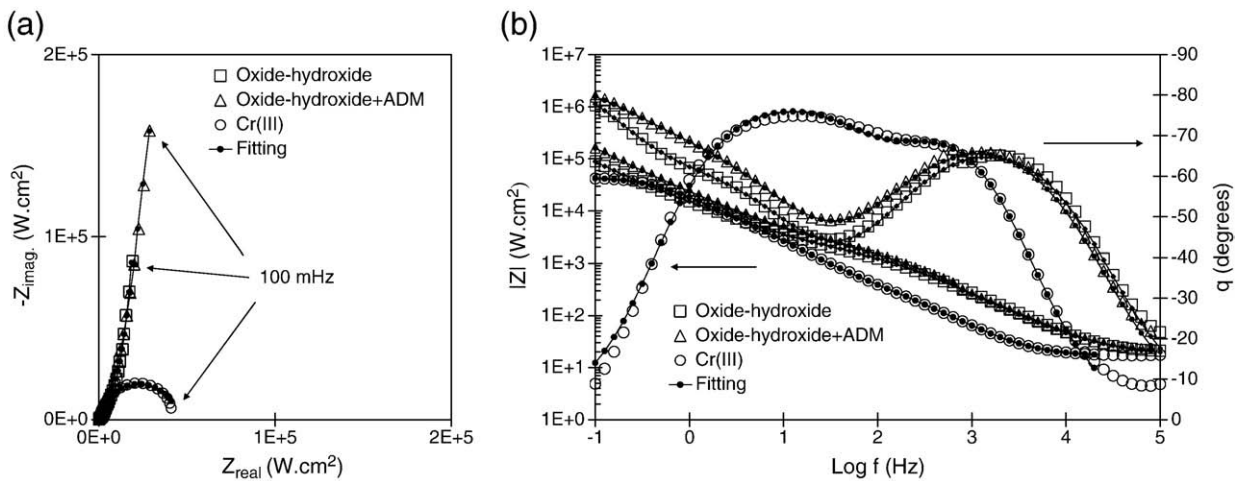 (a)
2E+5
1E+5
0E+0
-Z imag. (W.cm²)
Oxide-hydroxide
Oxide-hydroxide+ADM
Cr(III)
Fitting
100 mHz
0E+0 1E+5 2E+5
Z real (W.cm²)
(b)
1E+7
1E+6
1E+5
1E+4
1E+3
1E+2
1E+1
1E+0
|Z| (W.cm²)
Oxide-hydroxide
Oxide-hydroxide+ADM
Cr(III)
Fitting
-90
-80
-70
-60
-50
-40
-30
-20
-10
0
q (degrees)
-1 0 1 2 3 4 5
Log f (Hz)